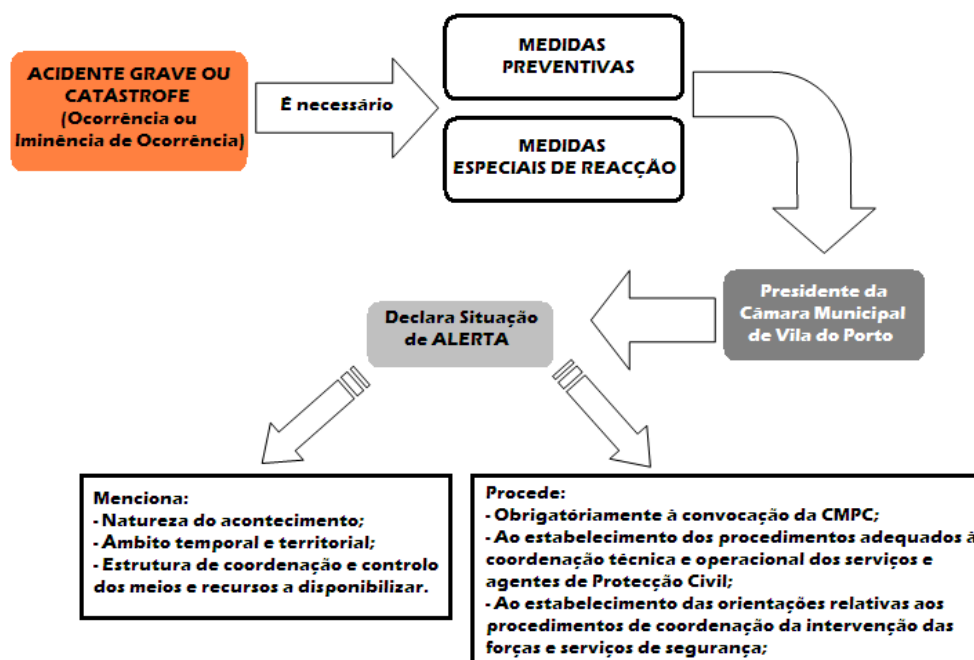 ACIDENTE GRAVE OU
CATÁSTROFE
(Ocorrência ou
Iminência de Ocorrência)
É necessário
MEDIDAS
PREVENTIVAS
MEDIDAS
ESPECIAIS DE REACÇÃO
Presidente da
Câmara Municipal
de Vila do Porto
Declara Situação
de ALERTA
Menciona:
- Natureza do acontecimento;
- Ambito temporal e territorial;
- Estrutura de coordenação e controlo
dos meios e recursos a disponibilizar.
Procede:
- Obrigatóriamente à convocação da CMPC;
- Ao estabelecimento dos procedimentos adequados à
coordenação técnica e operacional dos serviços e
agentes de Protecção Civil;
- Ao estabelecimento das orientações relativas aos
procedimentos de coordenação da intervenção das
forças e serviços de segurança;